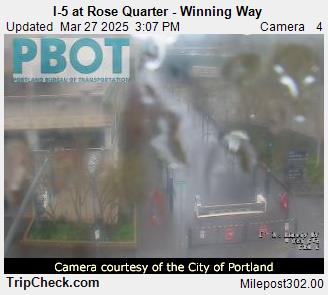 I-5 at Rose Quarter - Winning Way
Updated Mar 27 2025 3:07 PM Camera 4
PBOT
PORTLAND BUREAU OF TRANSPORTATION
Camera courtesy of the City of Portland
TripCheck.com Milepost302.00